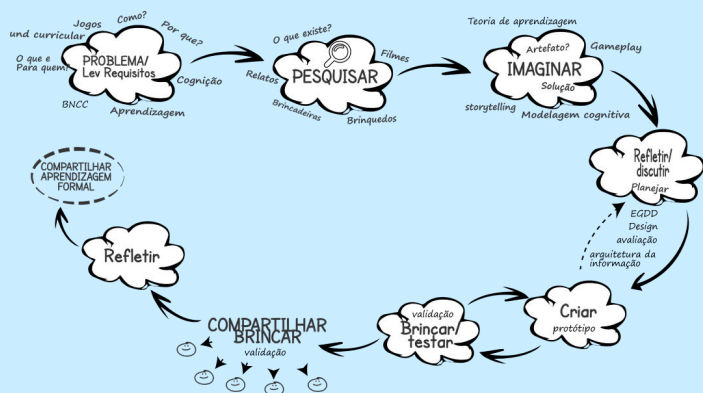 Jogos
Como?
Por que?
und curricular
O que e
Para quem?
PROBLEMA/
Lev Requisitos
Cognição
BNCC
Aprendizagem
O que existe?
Filmes
Relatos
PESQUISAR
Brincadeiras
Brinquedos
Teoria de aprendizagem
Artefato?
Gameplay
IMAGINAR
Solução
storytelling
Modelagem cognitiva
Refletir/
discutir
Planejar
EGDD
Design
avaliação
arguitetura da
informação
Criar
protótipo
validação
Brincar/
testar
COMPARTILHAR
BRINCAR
validação
Refletir
COMPARTILHAR
APRENDIZAGEM
FORMAL